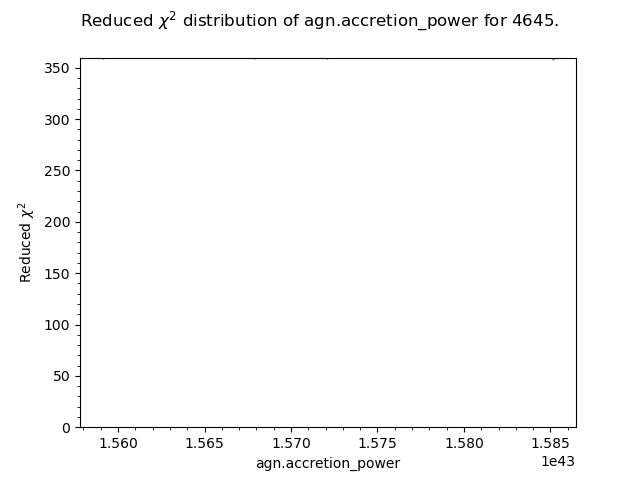 Reduced χ² distribution of agn.accretion_power for 4645.
350
300
250
200
150
100
50
0
Reduced χ²
1.560 1.565 1.570 1.575 1.580 1.585
1e43
agn.accretion_power